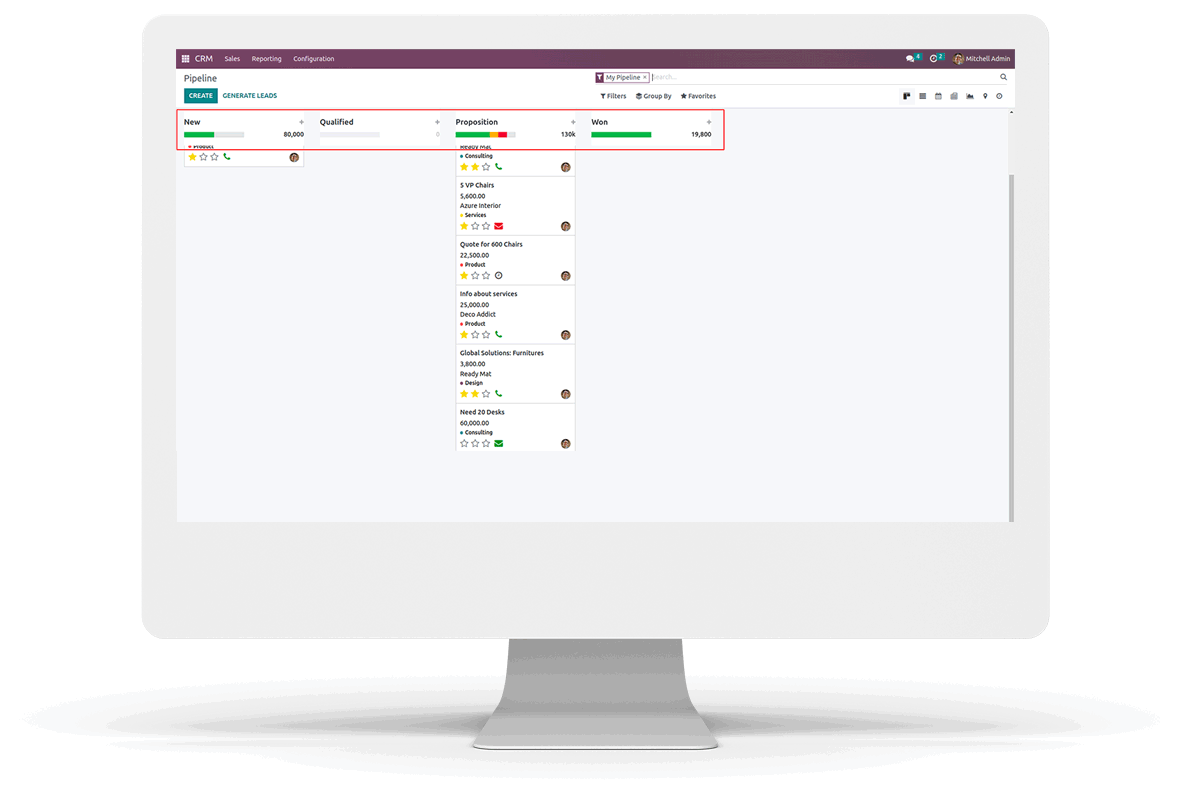 CRM Sales Reporting Configuration 4 2 Mitchell Admin
Pipeline My Pipeline × Search...
CREATE GENERATE LEADS Filters Group By Favorites
New + Qualified + Proposition + Won +
80,000 0 130k 19,800
Product
Ready Mat
Consulting
5 VP Chairs
5,600.00
Azure Interior
Services
Quote for 600 Chairs
22,500.00
Product
Info about services
25,000.00
Deco Addict
Product
Global Solutions: Furnitures
3,800.00
Ready Mat
Design
Need 20 Desks
60,000.00
Consulting